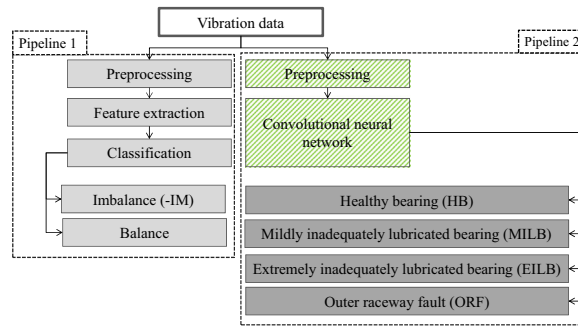 Vibration data
Pipeline 1
Pipeline 2
Preprocessing
Feature extraction
Classification
Imbalance (-IM)
Balance
Preprocessing
Convolutional neural
network
Healthy bearing (HB)
Mildly inadequately lubricated bearing (MILB)
Extremely inadequately lubricated bearing (EILB)
Outer raceway fault (ORF)